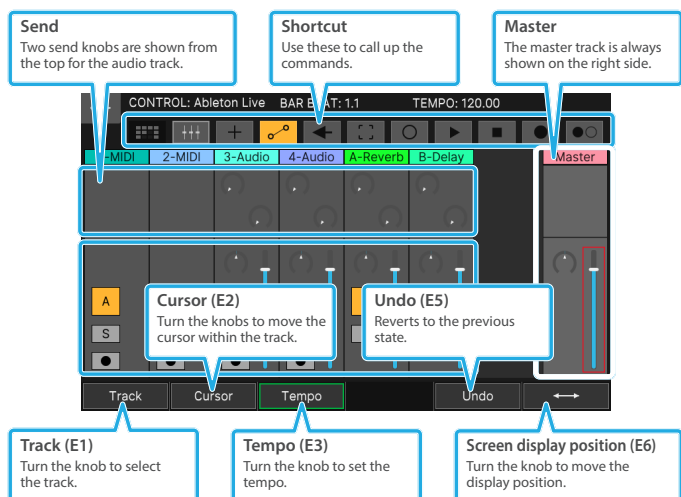 Send
Two send knobs are shown from
the top for the audio track.
Shortcut
Use these to call up the
commands.
Master
The master track is always
shown on the right side.
CONTROL: Ableton Live BAR BEAT: 1.1 TEMPO: 120.00
-MIDI 2-MIDI 3-Audio 4-Audio A-Reverb B-Delay Master
A
S
Cursor (E2)
Turn the knobs to move the
cursor within the track.
Undo (E5)
Reverts to the previous
state.
Track Cursor Tempo Undo
Track (E1)
Turn the knob to select
the track.
Tempo (E3)
Turn the knob to set the
tempo.
Screen display position (E6)
Turn the knob to move the
display position.